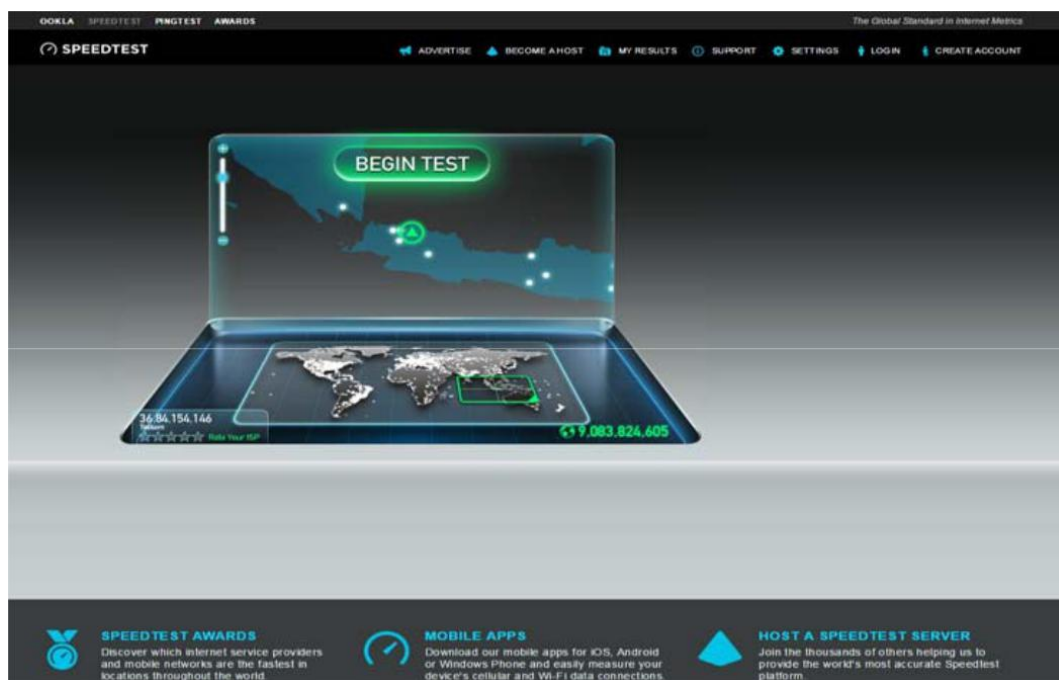 OOKLA SPEEDTEST PINGTEST AWARDS
The Global Standard in Internet Metrics
SPEEDTEST
ADVERTISE BECOME A HOST MY RESULTS SUPPORT SETTINGS LOGIN CREATE ACCOUNT
BEGIN TEST
36.84.154.146
Telkom
Rate Your ISP
9,083,824,605
SPEEDTEST AWARDS
Discover which internet service providers
and mobile networks are the fastest in
locations throughout the world
MOBILE APPS
Download our mobile apps for iOS, Android
or Windows Phone and easily measure your
device's cellular and Wi-Fi data connections
HOST A SPEEDTEST SERVER
Join the thousands of others helping us to
provide the world's most accurate Speedtest
platform